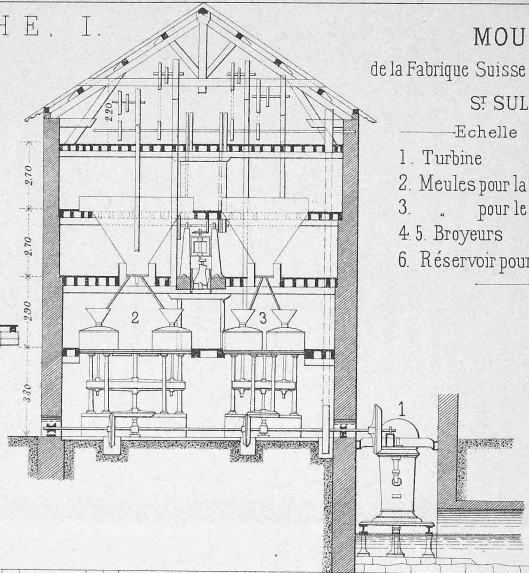 HE, I.
MOU
de la Fabrique Suisse
ST SUL
Echelle
1. Turbine
2. Meules pour la
3. „ pour le
4. 5. Broyeurs
6. Réservoir pour
2.20
2.70
2.70
2.90
3.30
2
3
1